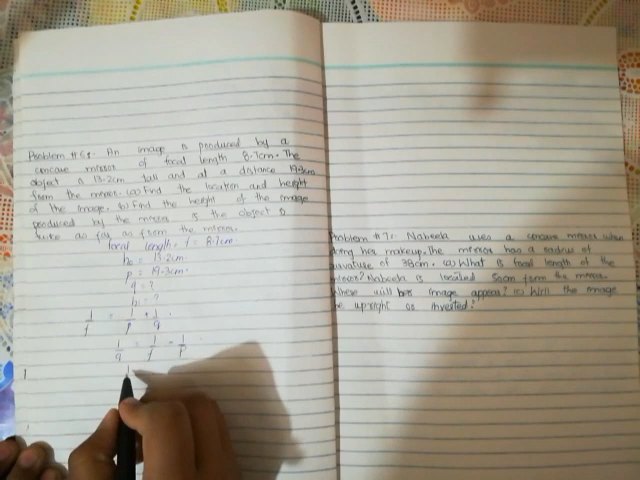 Problem #6: An image is produced by a
concave mirror of focal length 8.7cm. The
object is 13.2cm tall and at a distance 19.3cm
from the mirror. (a) Find the location and height
of the image. (b) Find the height of the image
produced by the mirror if the object is
twice as far from the mirror.
focal length = f = 8.7cm
ho = 13.2cm
p = 19.3cm
q = ?
hi = ?
1/f = 1/p + 1/q
1/q = 1/f - 1/p
Problem #7: Nabeela uses a concave mirror when
doing her makeup. The mirror has a radius of
curvature of 38cm. (a) What is focal length of the
mirror? Nabeela is located 50cm from the mirror.
Where will her image appear? (c) Will the image
be upright or inverted?